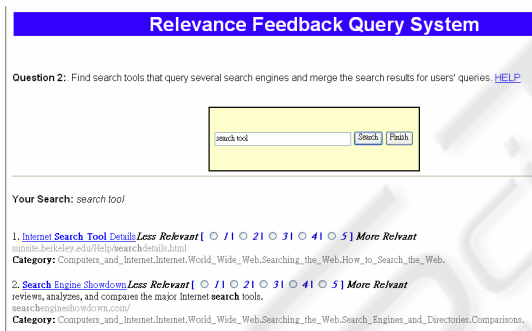 Relevance Feedback Query System
Question 2: Find search tools that query several search engines and merge the search results for users' queries. HELP
search tool Search Finish
Your Search: search tool
1. Internet Search Tool Details Less Relevant [ ○ 1 | ○ 2 | ○ 3 | ○ 4 | ○ 5 ] More Relvant
sunsite.berkeley.edu/Help/searchdetails.html
Category: Computers_and_Internet.Internet.World_Wide_Web.Searching_the_Web.How_to_Search_the_Web.
2. Search Engine Showdown Less Relevant [ ○ 1 | ○ 2 | ○ 3 | ○ 4 | ○ 5 ] More Relvant
reviews, analyzes, and compares the major Internet search tools.
searchengineshowdown.com/
Category: Computers_and_Internet.Internet.World_Wide_Web.Searching_the_Web.Search_Engines_and_Directories.Comparisons.